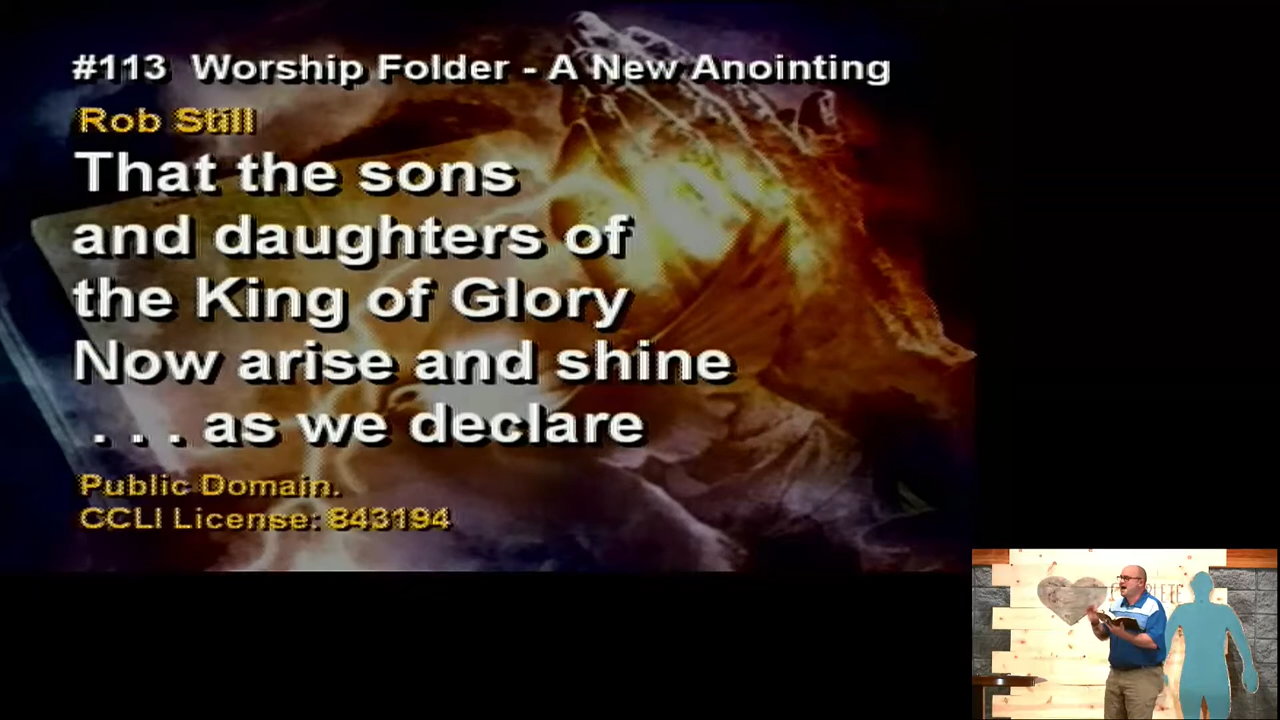 #113 Worship Folder - A New Anointing
Rob Still
That the sons
and daughters of
the King of Glory
Now arise and shine
. . . as we declare
Public Domain.
CCLI License: 843194